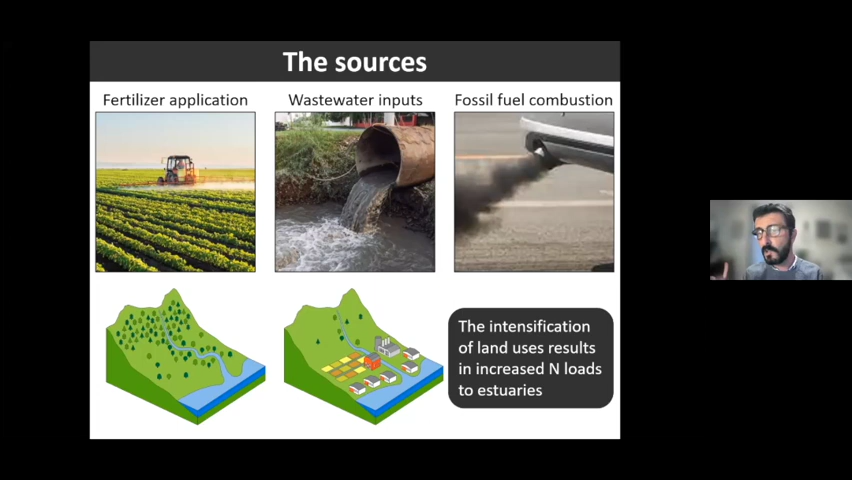 The sources
Fertilizer application
Wastewater inputs
Fossil fuel combustion
The intensification
of land uses results
in increased N loads
to estuaries